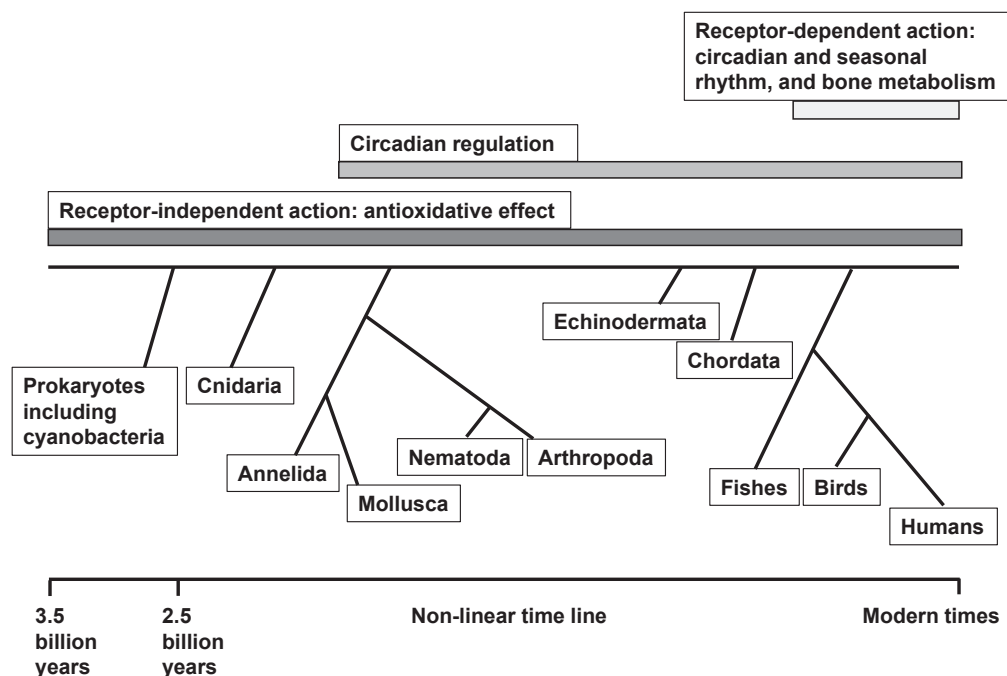 Receptor-dependent action:
circadian and seasonal
rhythm, and bone metabolism
Circadian regulation
Receptor-independent action: antioxidative effect
Echinodermata
Chordata
Prokaryotes
including
cyanobacteria
Cnidaria
Annelida
Mollusca
Nematoda
Arthropoda
Fishes
Birds
Humans
3.5
billion
years
2.5
billion
years
Non-linear time line
Modern times